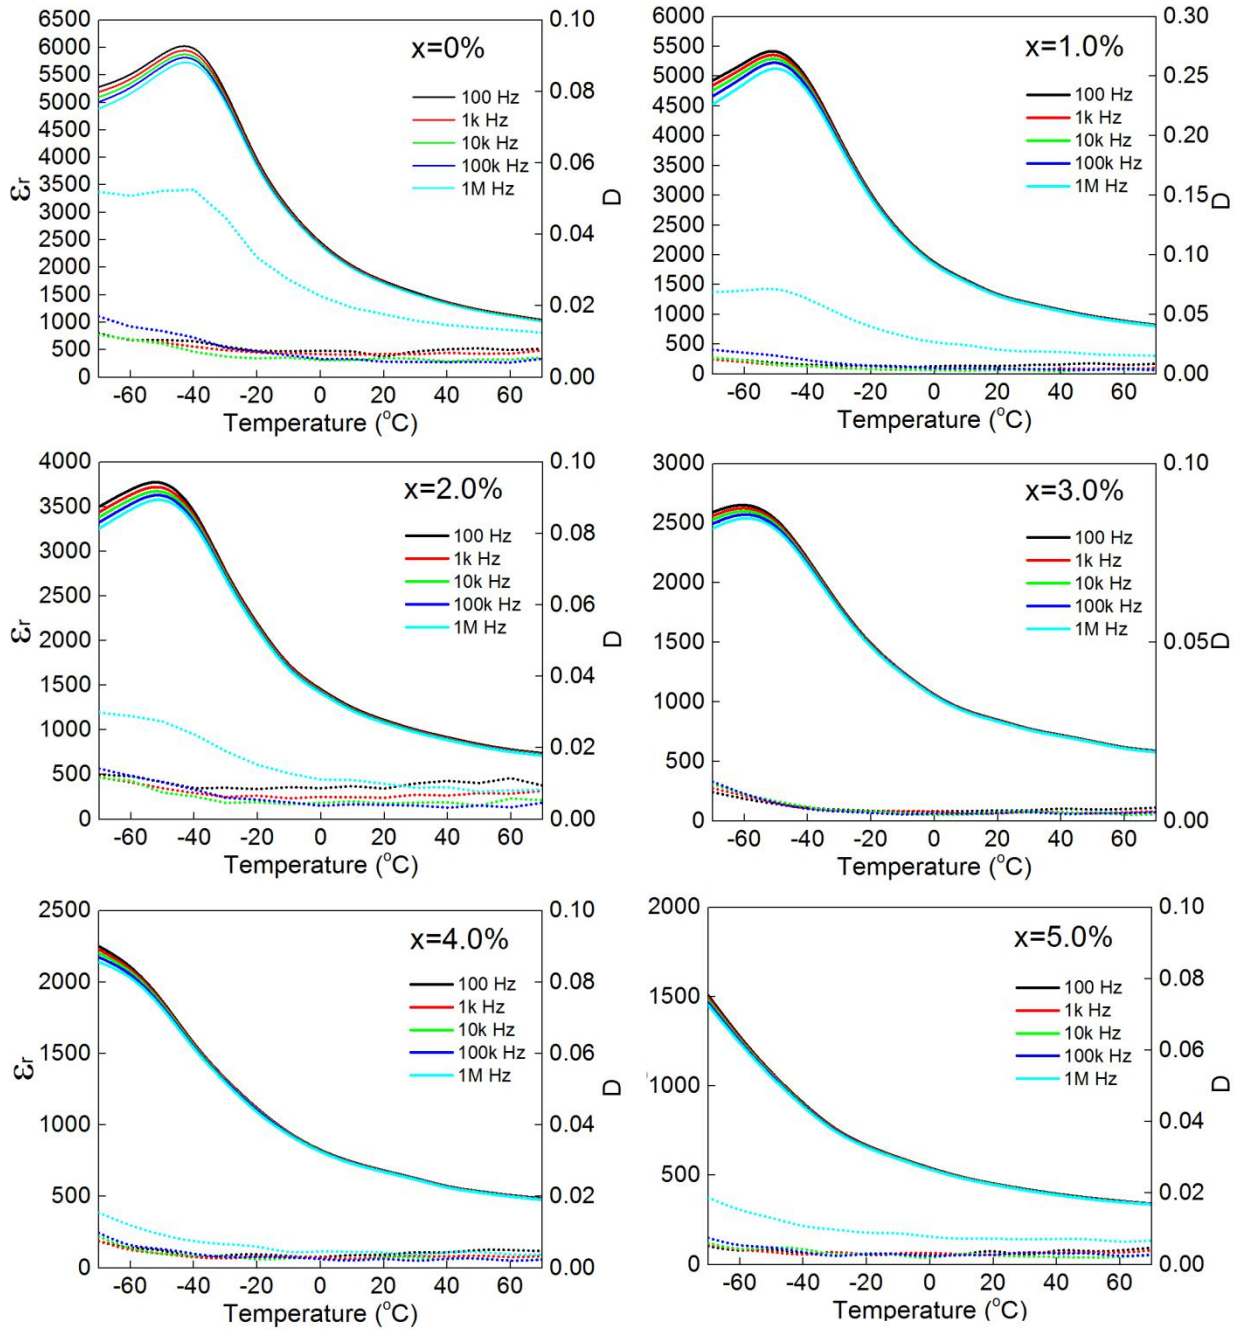 6500
6000
5500
5000
4500
4000
3500
3000
2500
2000
1500
1000
500
0
εr
x=0%
100 Hz
1k Hz
10k Hz
100k Hz
1M Hz
0.10
0.08
0.06
0.04
0.02
0.00
D
-60 -40 -20 0 20 40 60
Temperature (°C)
6000
5500
5000
4500
4000
3500
3000
2500
2000
1500
1000
500
0
x=1.0%
100 Hz
1k Hz
10k Hz
100k Hz
1M Hz
0.30
0.25
0.20
0.15
0.10
0.05
0.00
D
-60 -40 -20 0 20 40 60
Temperature (°C)
4000
3500
3000
2500
2000
1500
1000
500
0
εr
x=2.0%
100 Hz
1k Hz
10k Hz
100k Hz
1M Hz
0.10
0.08
0.06
0.04
0.02
0.00
D
-60 -40 -20 0 20 40 60
Temperature (°C)
3000
2500
2000
1500
1000
500
0
x=3.0%
100 Hz
1k Hz
10k Hz
100k Hz
1M Hz
0.10
0.05
0.00
D
-60 -40 -20 0 20 40 60
Temperature (°C)
2500
2000
1500
1000
500
0
εr
x=4.0%
100 Hz
1k Hz
10k Hz
100k Hz
1M Hz
0.10
0.08
0.06
0.04
0.02
0.00
D
-60 -40 -20 0 20 40 60
Temperature (°C)
2000
1500
1000
500
0
x=5.0%
100 Hz
1k Hz
10k Hz
100k Hz
1M Hz
0.10
0.08
0.06
0.04
0.02
0.00
D
-60 -40 -20 0 20 40 60
Temperature (°C)